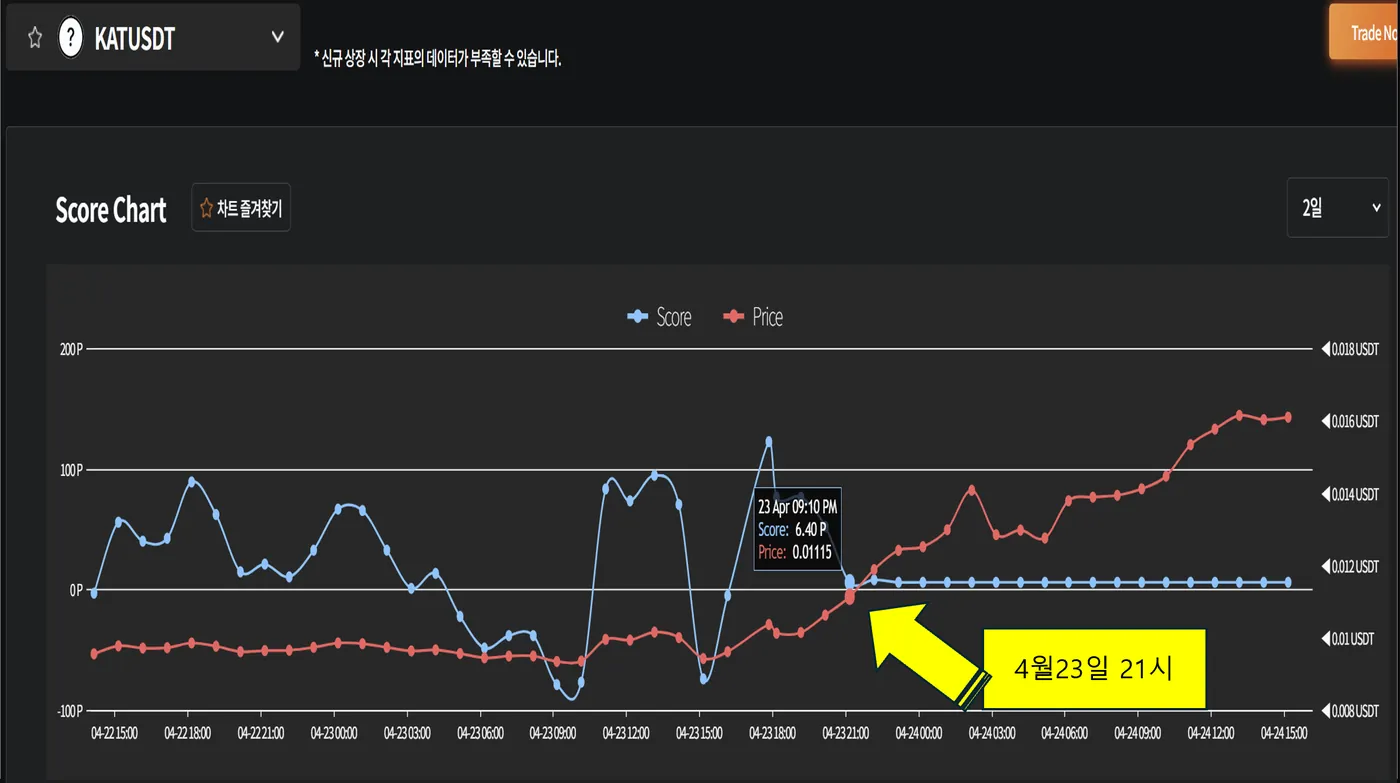 ? KATUSDT
* 신규 상장 시 각 지표의 데이터가 부족할 수 있습니다.
Trade No
Score Chart
차트 즐겨찾기
2일
Score Price
200 P
100 P
0 P
-100 P
0.018 USDT
0.016 USDT
0.014 USDT
0.012 USDT
0.01 USDT
0.008 USDT
23 Apr 09:10 PM
Score: 6.40 P
Price: 0.01115
4월23일 21시
04-22 15:00 04-22 18:00 04-22 21:00 04-23 00:00 04-23 03:00 04-23 06:00 04-23 09:00 04-23 12:00 04-23 15:00 04-23 18:00 04-23 21:00 04-24 00:00 04-24 03:00 04-24 06:00 04-24 09:00 04-24 12:00 04-24 15:00